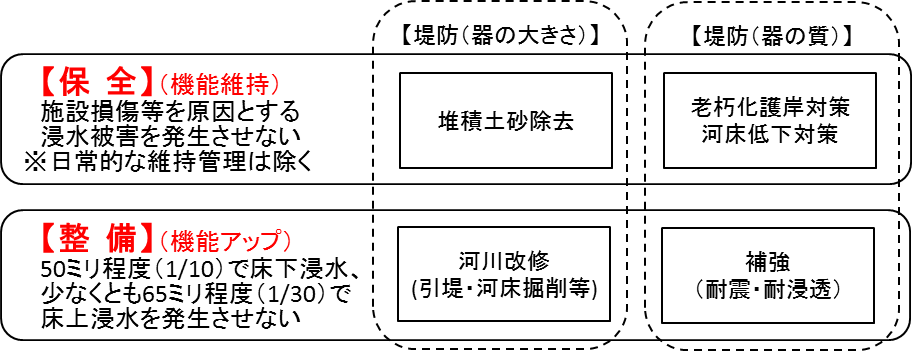 【堤防（器の大きさ）】
【堤防（器の質）】
【保 全】（機能維持）
施設損傷等を原因とする
浸水被害を発生させない
※日常的な維持管理は除く
堆積土砂除去
老朽化護岸対策
河床低下対策
【整 備】（機能アップ）
50ミリ程度（1/10）で床下浸水、
少なくとも65ミリ程度（1/30）で
床上浸水を発生させない
河川改修
(引堤・河床掘削等)
補強
（耐震・耐浸透）